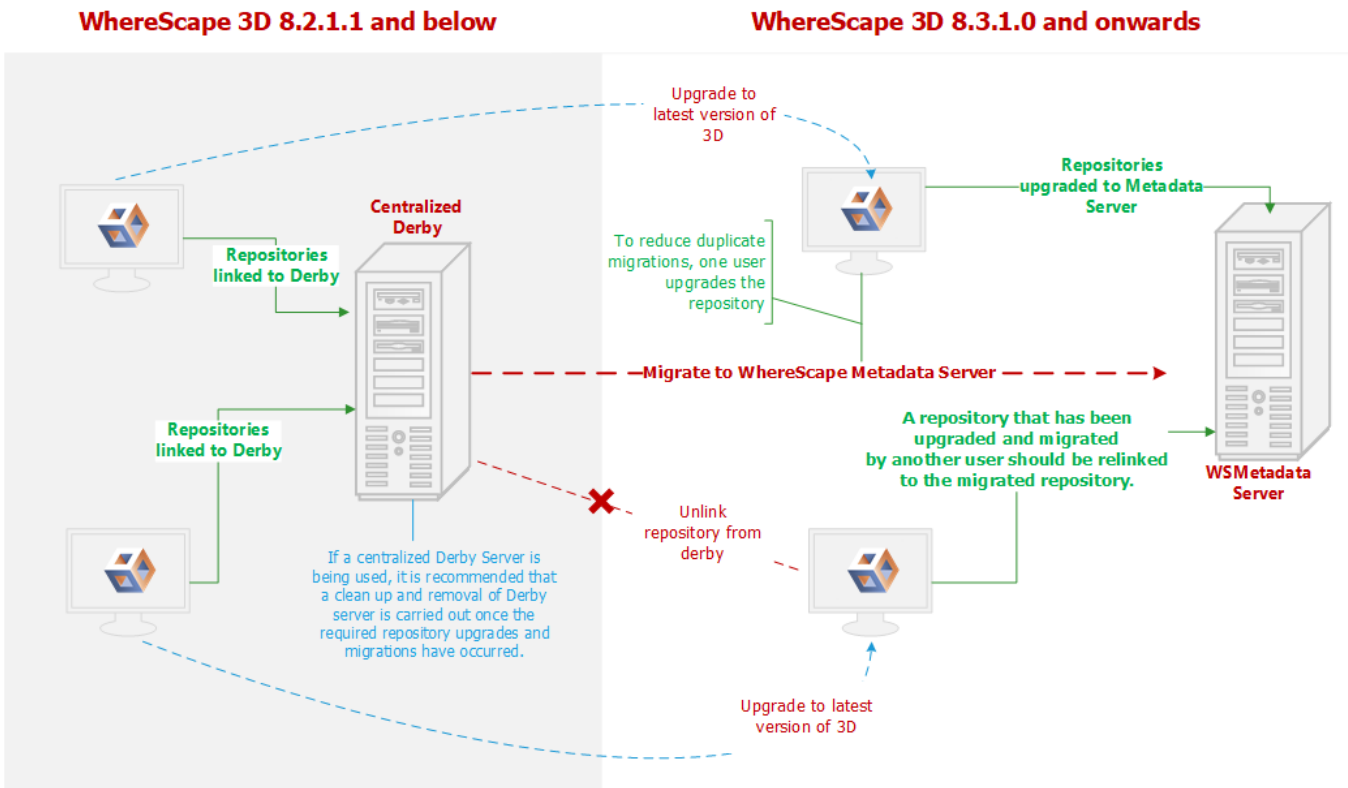 WhereScape 3D 8.2.1.1 and below
WhereScape 3D 8.3.1.0 and onwards
Upgrade to
latest version of
3D
Repositories
upgraded to Metadata
Server
Centralized
Derby
Repositories
linked to Derby
To reduce duplicate
migrations, one user
upgrades the
repository
Migrate to WhereScape Metadata Server
Repositories
linked to Derby
A repository that has been
upgraded and migrated
by another user should be relinked
to the migrated repository.
WSMetadata
Server
Unlink
repository from
derby
If a centralized Derby Server is
being used, it is recommended that
a clean up and removal of Derby
server is carried out once the
required repository upgrades and
migrations have occurred.
Upgrade to latest
version of 3D